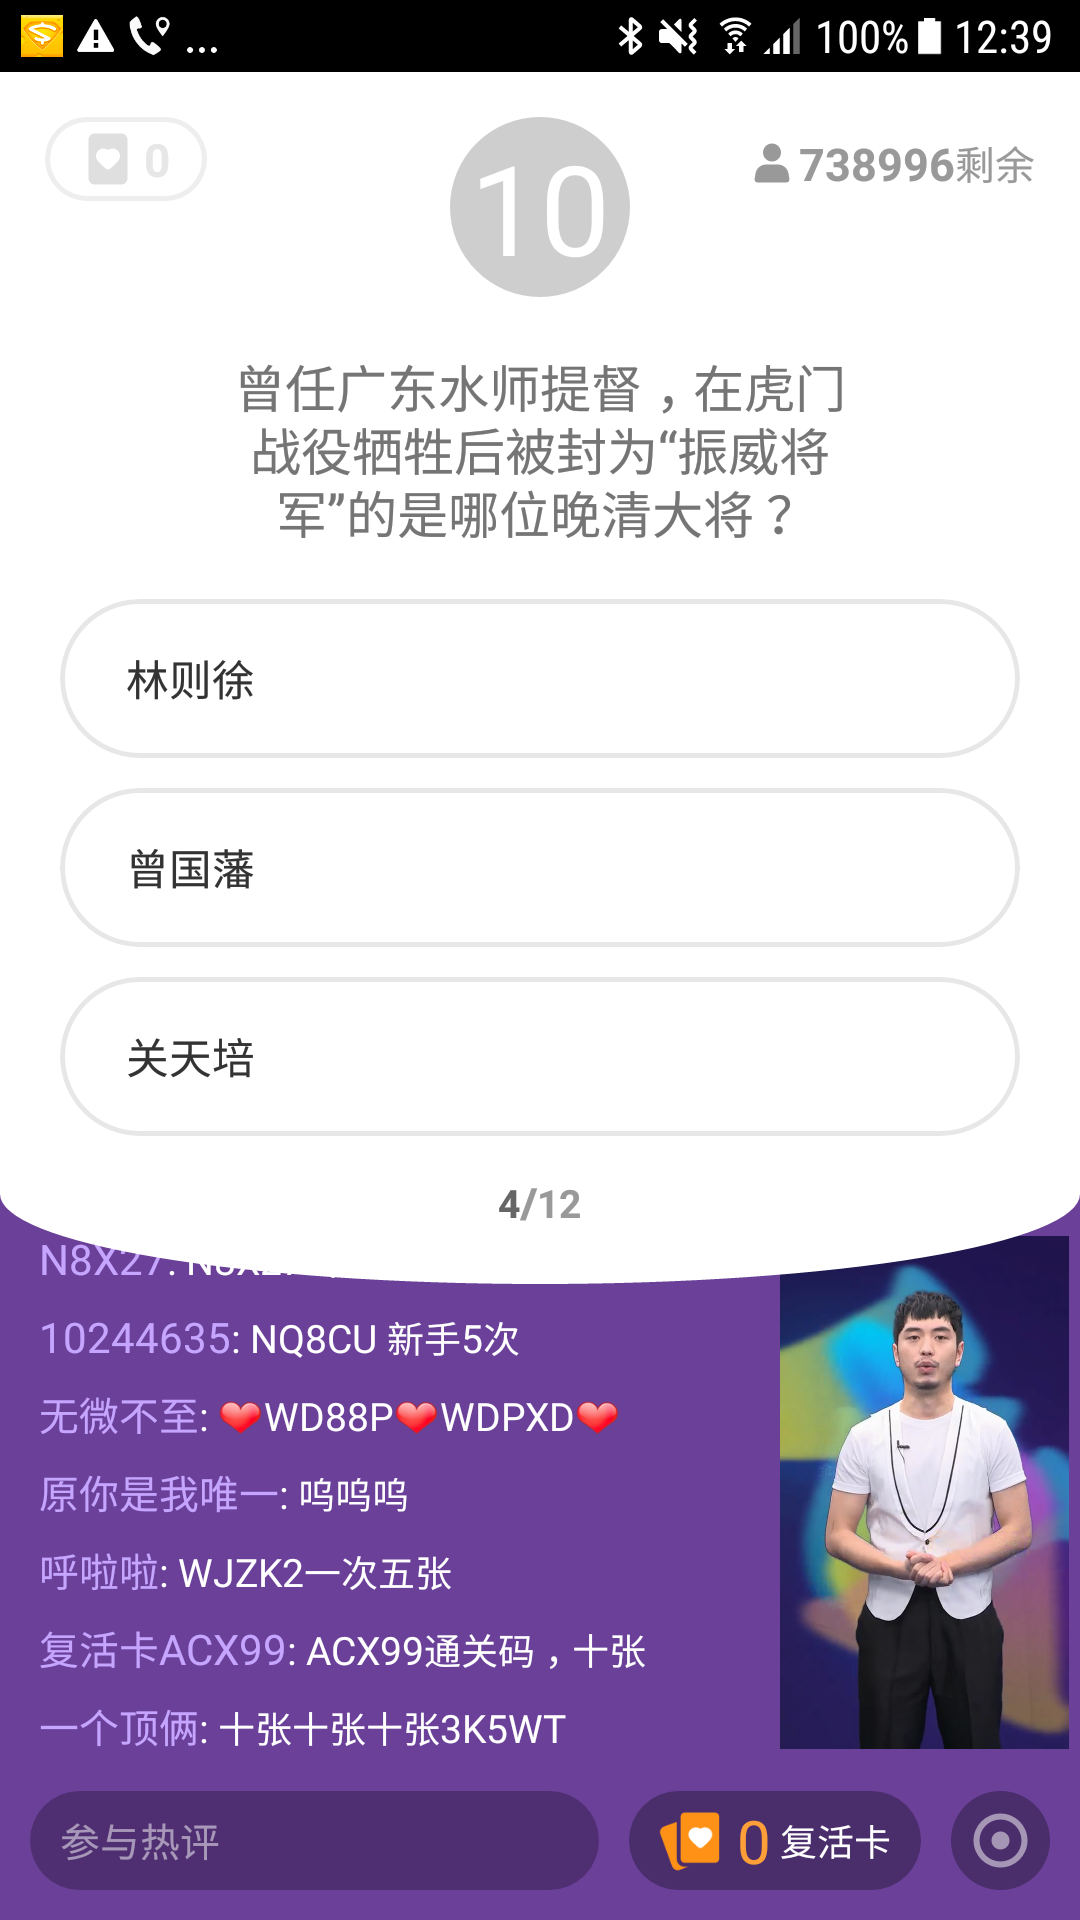 100% 12:39
0
10
738996剩余
曾任广东水师提督，在虎门
战役牺牲后被封为“振威将
军”的是哪位晚清大将？
林则徐
曾国藩
关天培
4/12
N8X27:
10244635: NQ8CU 新手5次
无微不至: ❤WD88P❤WDPXD❤
原你是我唯一: 呜呜呜
呼啦啦: WJZK2一次五张
复活卡ACX99: ACX99通关码，十张
一个顶俩: 十张十张十张3K5WT
参与热评
0 复活卡